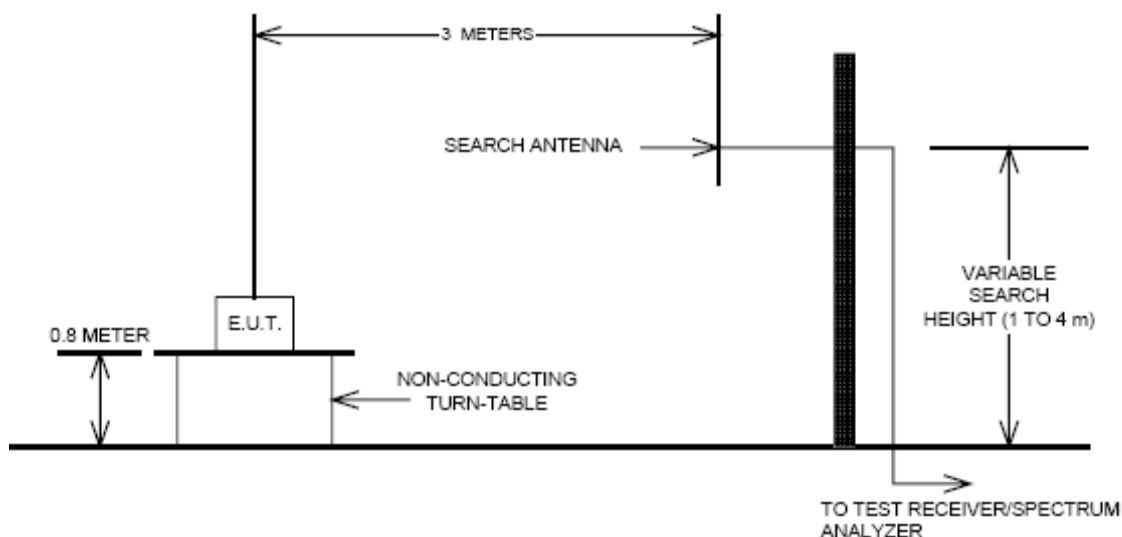 3 METERS
SEARCH ANTENNA
VARIABLE
SEARCH
HEIGHT (1 TO 4 m)
E.U.T.
0.8 METER
NON-CONDUCTING
TURN-TABLE
TO TEST RECEIVER/SPECTRUM
ANALYZER